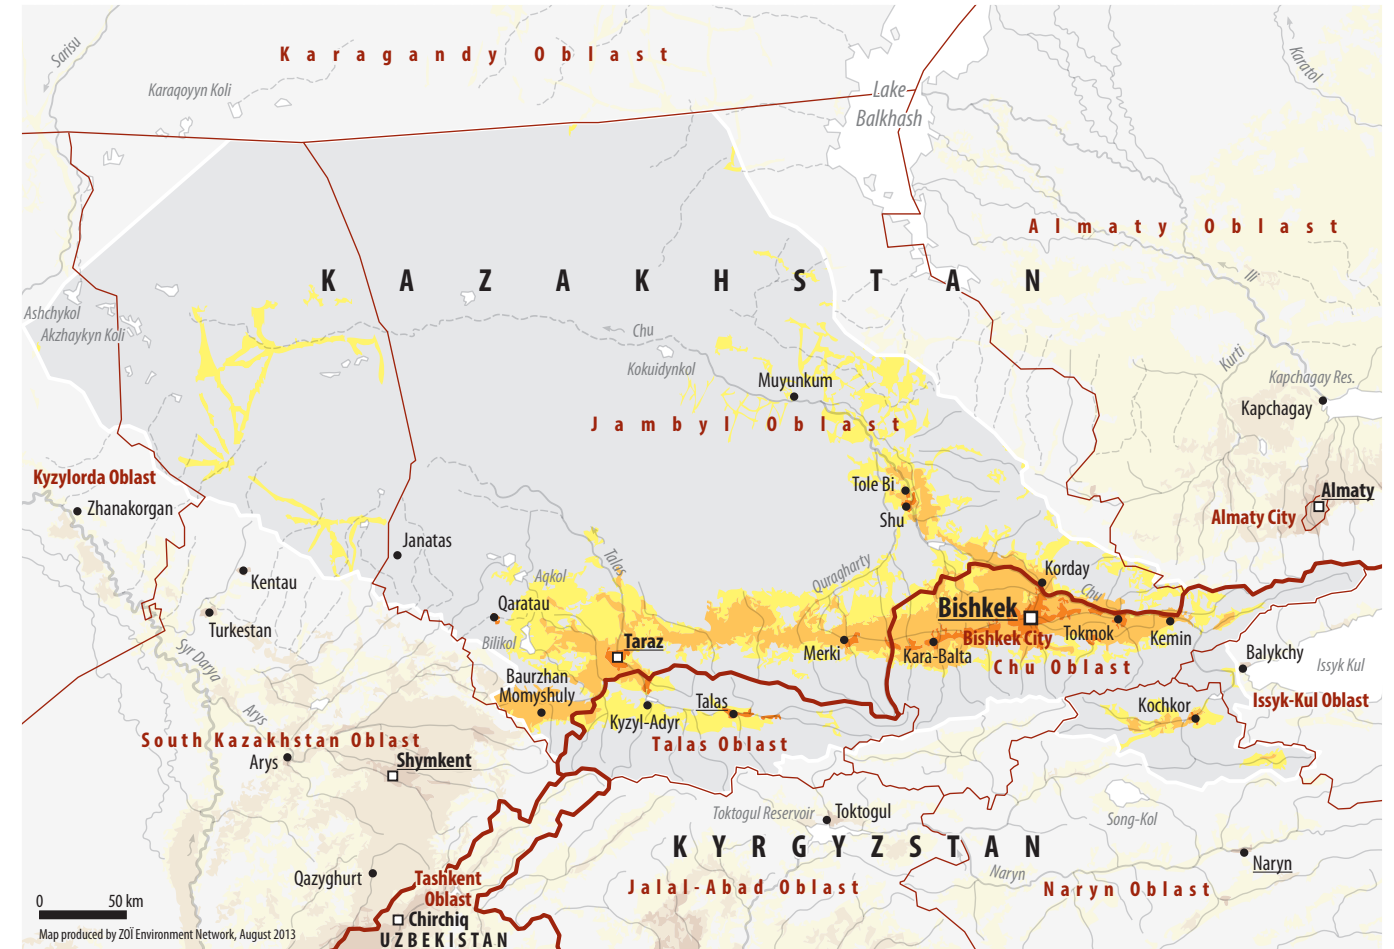 Karagandy Oblast
Sarisu
Karaqoyyn Koli
Lake
Balkhash
Karatol
Almaty Oblast
KAZAKHSTAN
Ili
Ashchykol
Akzhaykyn Koli
Chu
Kokuidynkol
Kurti
Kapchagay Res.
Muyunkum
Kapchagay
Jambyl Oblast
Kyzylorda Oblast
Zhanakorgan
Tole Bi
Shu
Almaty
Almaty City
Janatas
Kentau
Talas
Aqkol
Quragharty
Korday
Chu
Qaratau
Turkestan
Bishkek
Bishkek City
Tokmok
Kemin
Bilikol
Taraz
Merki
Kara-Balta
Chu Oblast
Syr Darya
Balykchy
Issyk Kul
Issyk-Kul Oblast
Baurzhan
Momyshuly
Kyzyl-Adyr
Talas
Kochkor
Arys
South Kazakhstan Oblast
Talas Oblast
Arys
Shymkent
Toktogul Reservoir
Toktogul
Song-Kol
KYRGYZSTAN
Naryn
Naryn
Qazyghurt
Tashkent
Oblast
Jalal-Abad Oblast
Naryn Oblast
0 50 km
Chirchiq
Map produced by ZOÏ Environment Network, August 2013
UZBEKISTAN